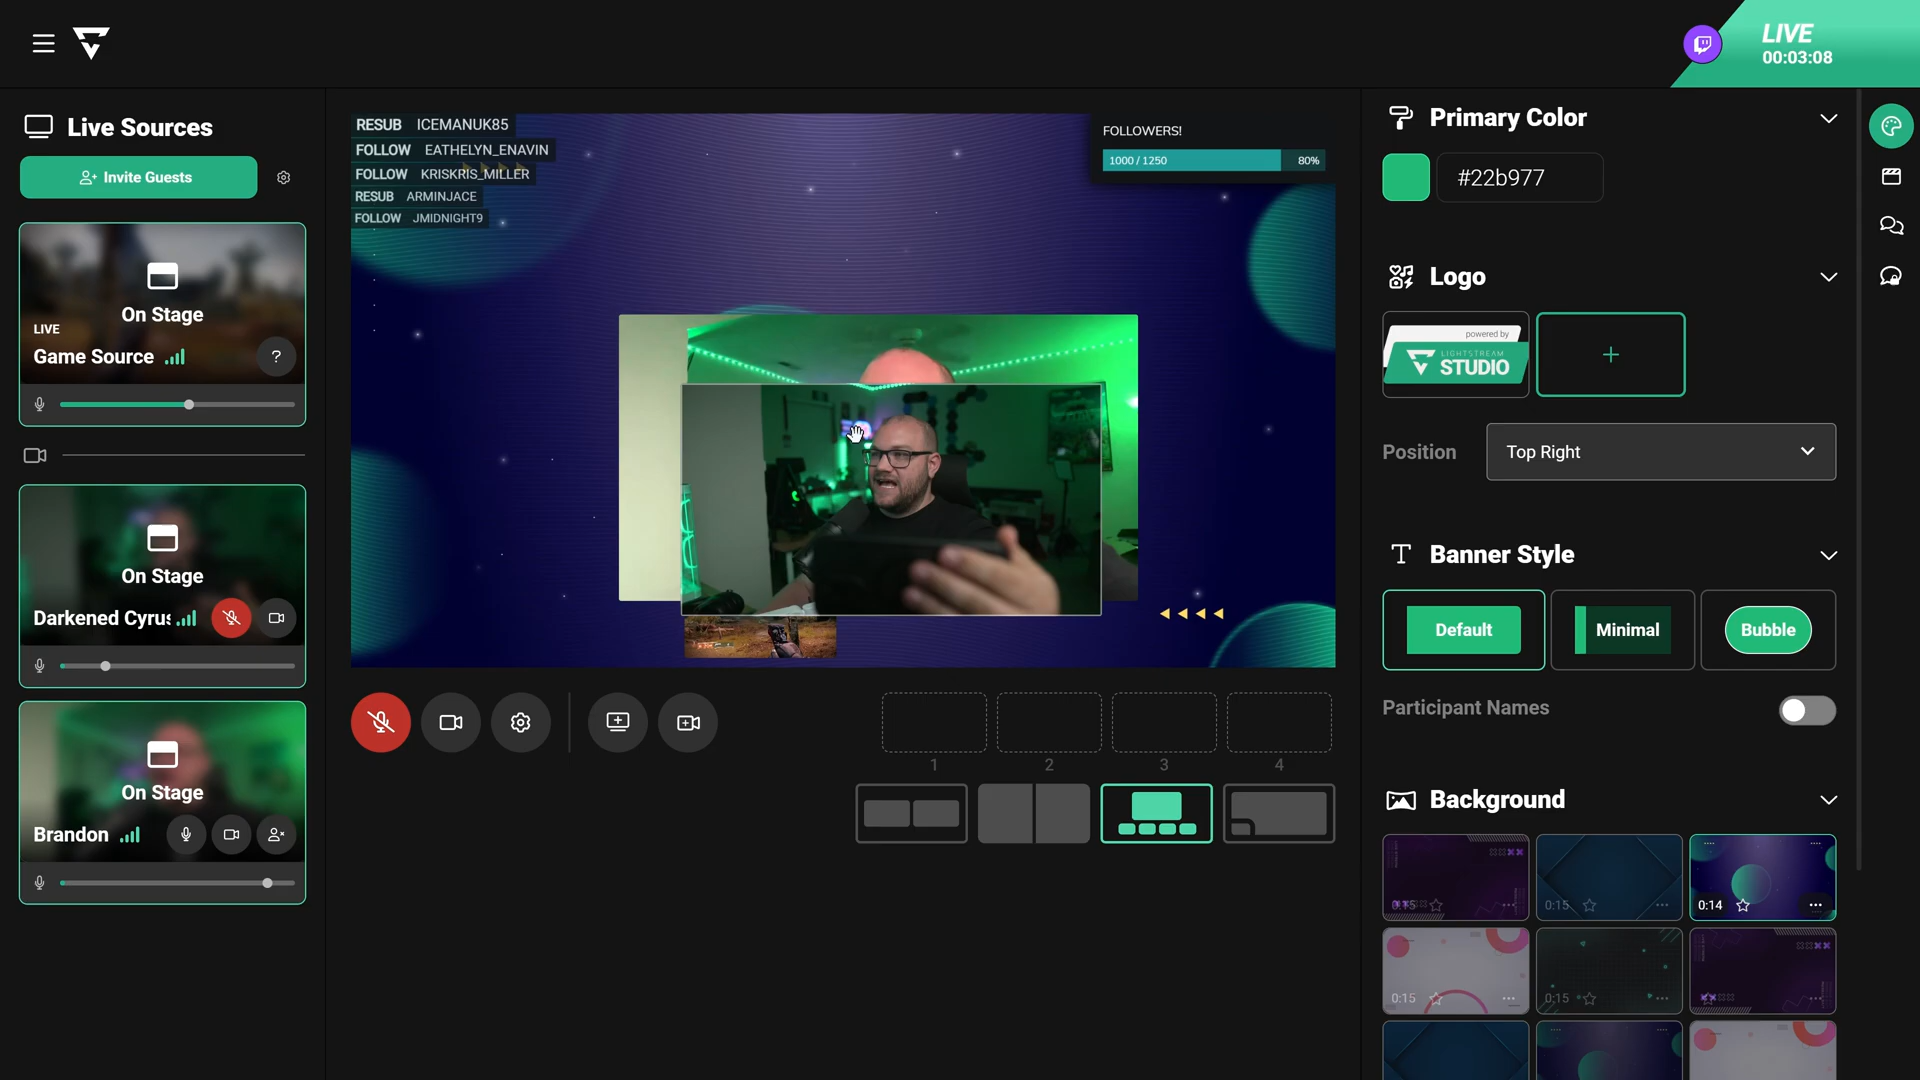 LIVE
00:03:08
Live Sources
Invite Guests
On Stage
LIVE
Game Source
?
On Stage
Darkened Cyrus
On Stage
Brandon
RESUB ICEMANUK85
FOLLOW EATHELYN_ENAVIN
FOLLOW KRISKRIS_MILLER
RESUB ARMINJACE
FOLLOW JMIDNIGHT9
FOLLOWERS!
1000 / 1250 80%
1 2 3 4
Primary Color
#22b977
Logo
powered by
LIGHTSTREAM
STUDIO
+
Position Top Right
Banner Style
Default Minimal Bubble
Participant Names
Background
0:15 0:15 0:14
0:15 0:15